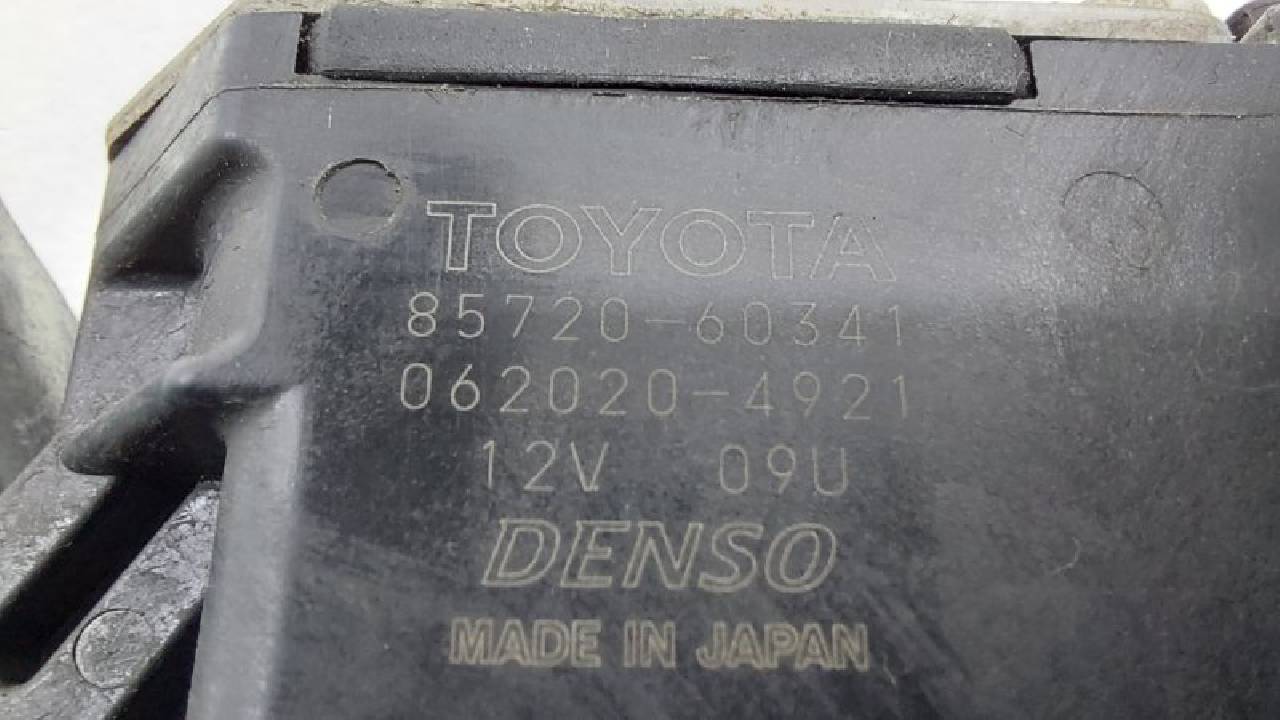 TOYOTA
85720-60341
062020-4921
12V 09U
DENSO
MADE IN JAPAN